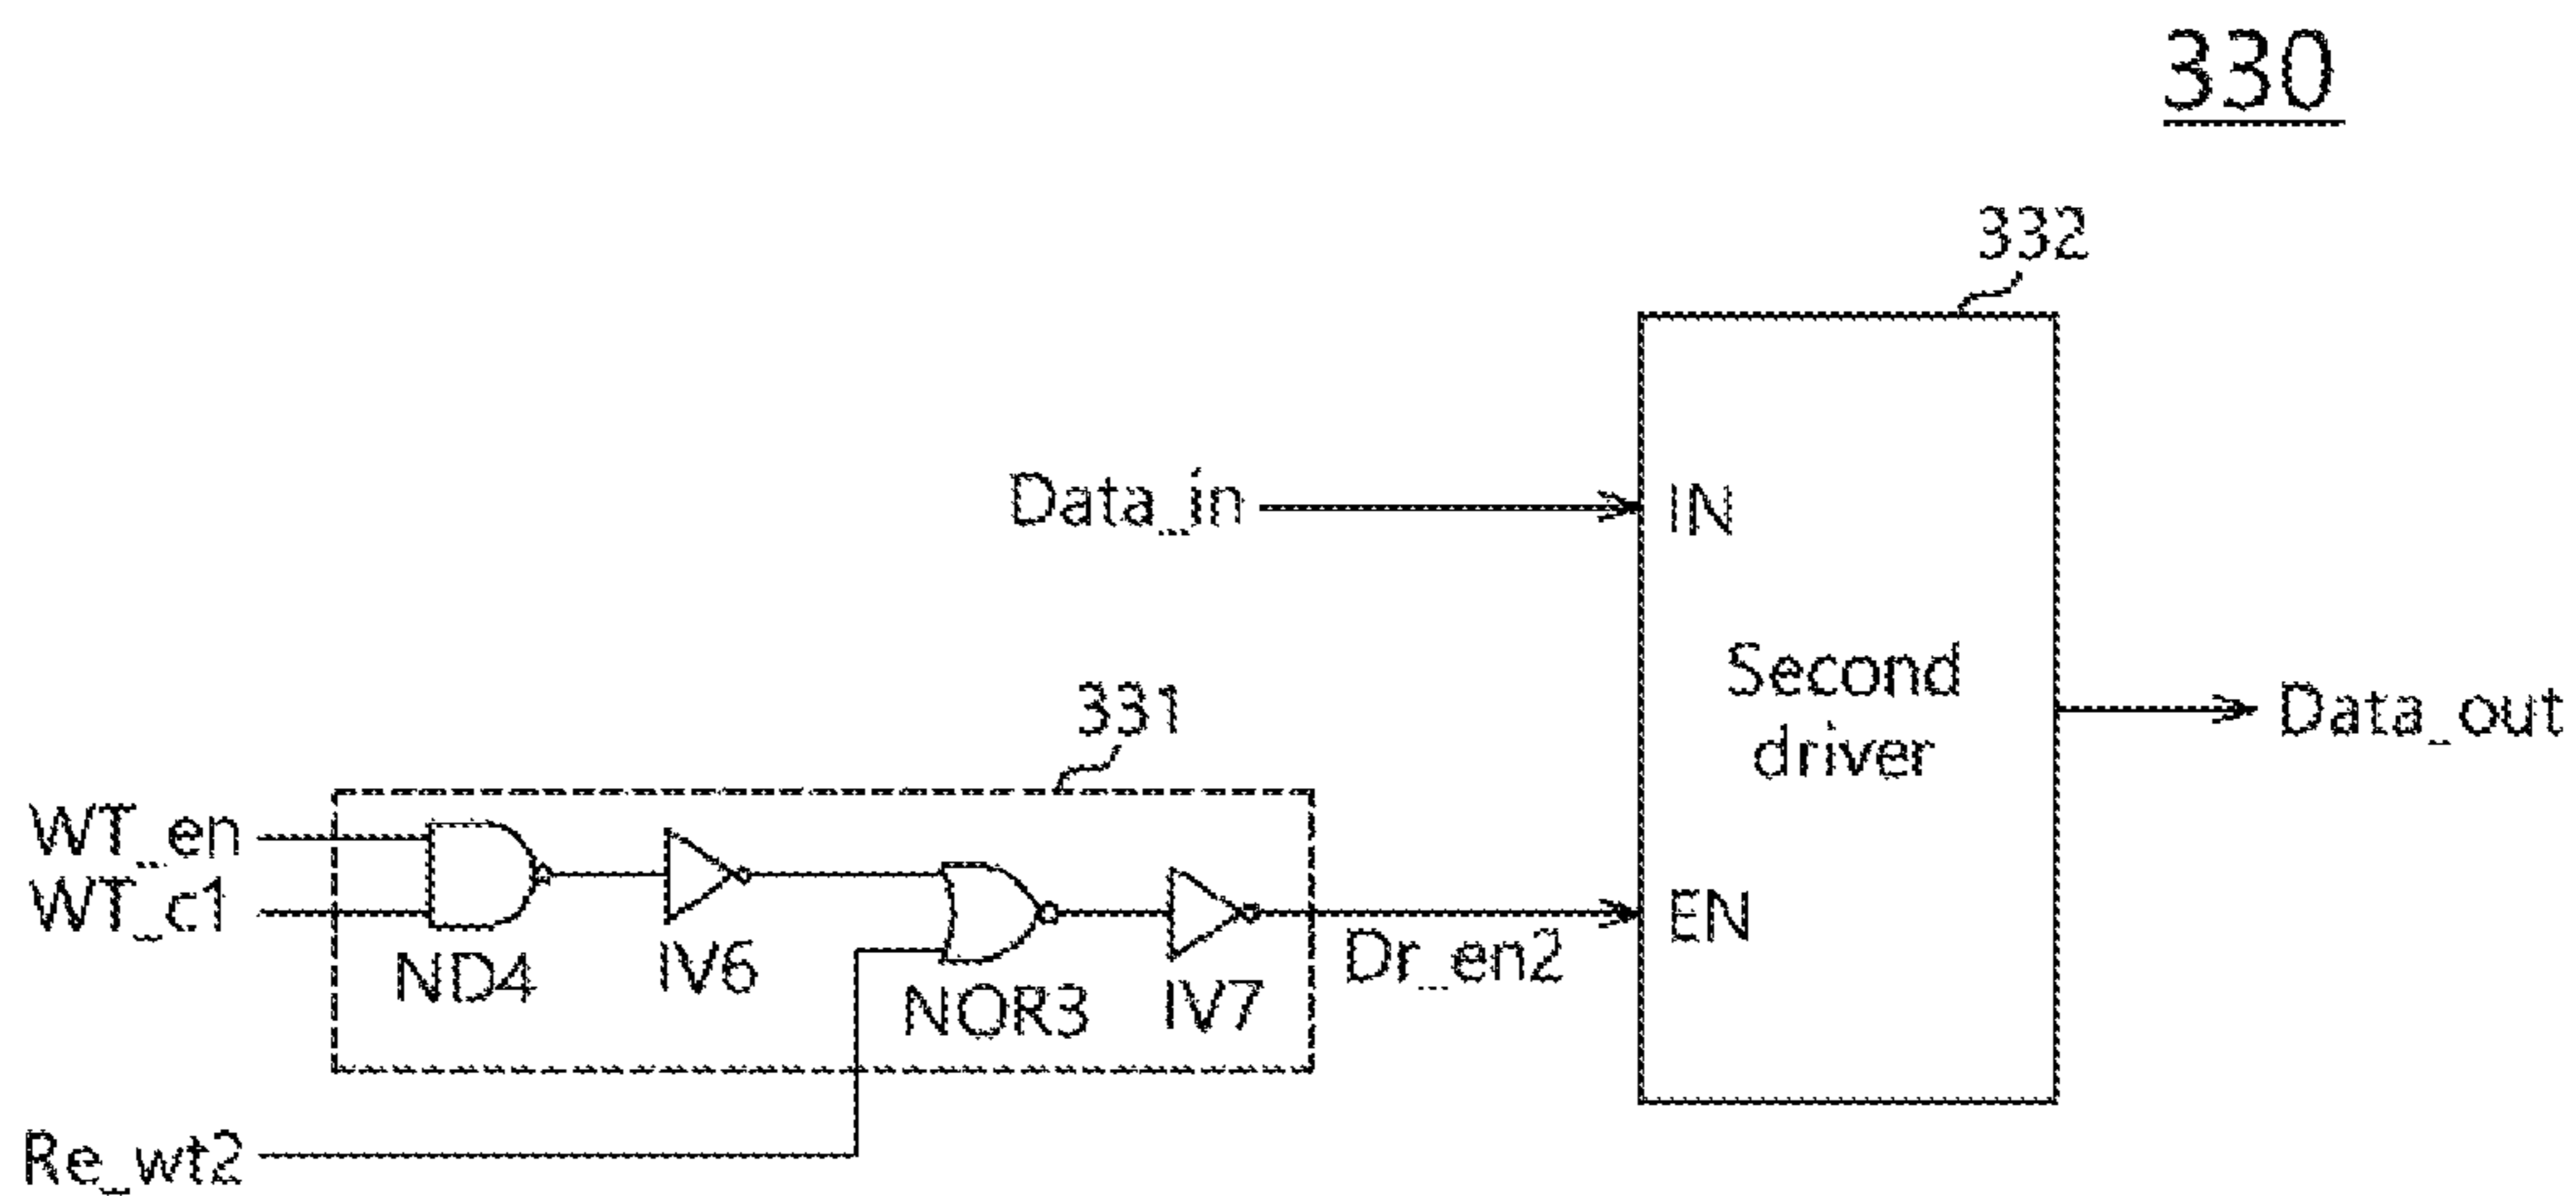 330
332
Data_in
IN
Second
driver
Data_out
331
WT_en
WT_c1
ND4
IV6
NOR3
IV7
Dr_en2
EN
Re_wt2